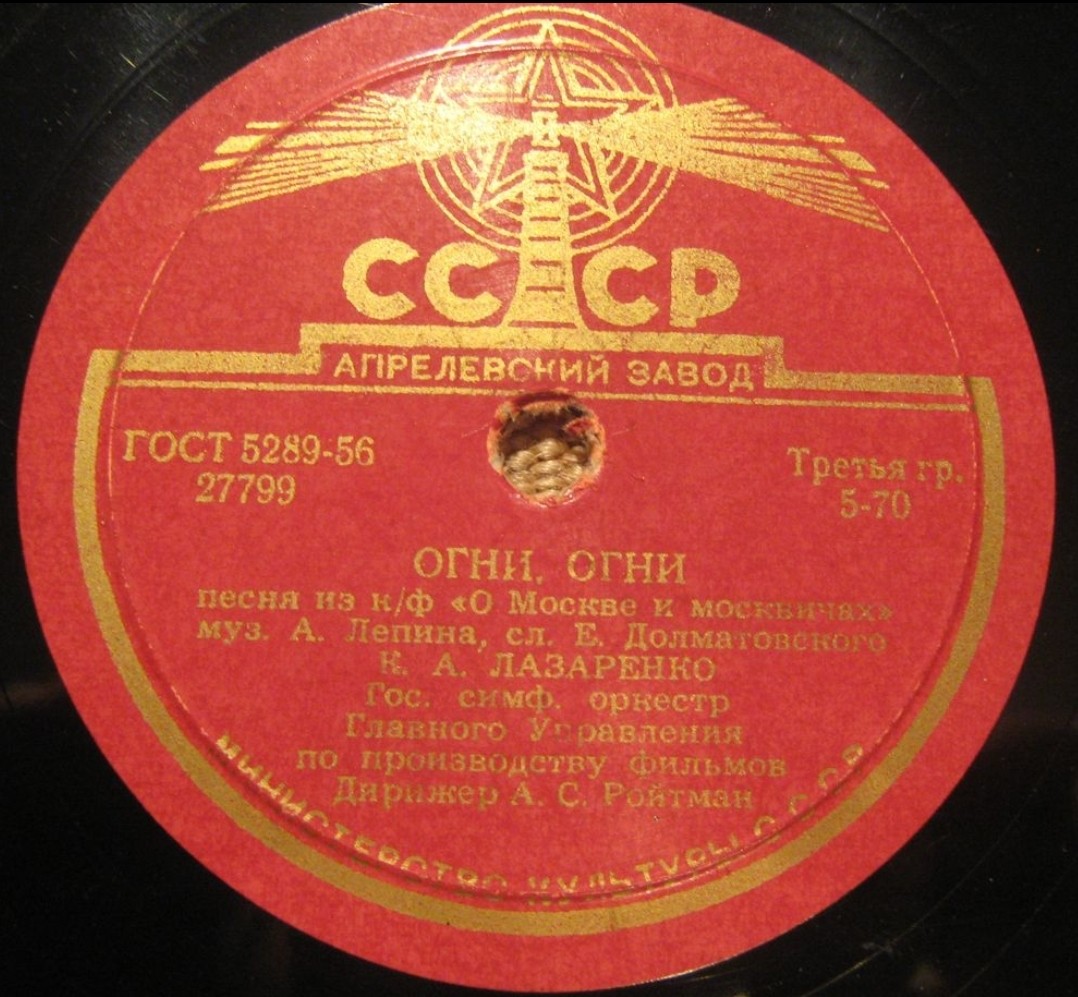 СССР
АПРЕЛЕВСКИЙ ЗАВОД
ГОСТ 5289-56
27799
Третья гр.
5-70
ОГНИ, ОГНИ
песня из к/ф «О Москве и москвичах»
муз. А. Лепина, сл. Е. Долматовского
К. А. ЛАЗАРЕНКО
Гос. симф. оркестр
Главного Управления
по производству фильмов
Дирижер А. С. Ройтман
МИНИСТЕРСТВО КУЛЬТУРЫ С.С.С.Р.